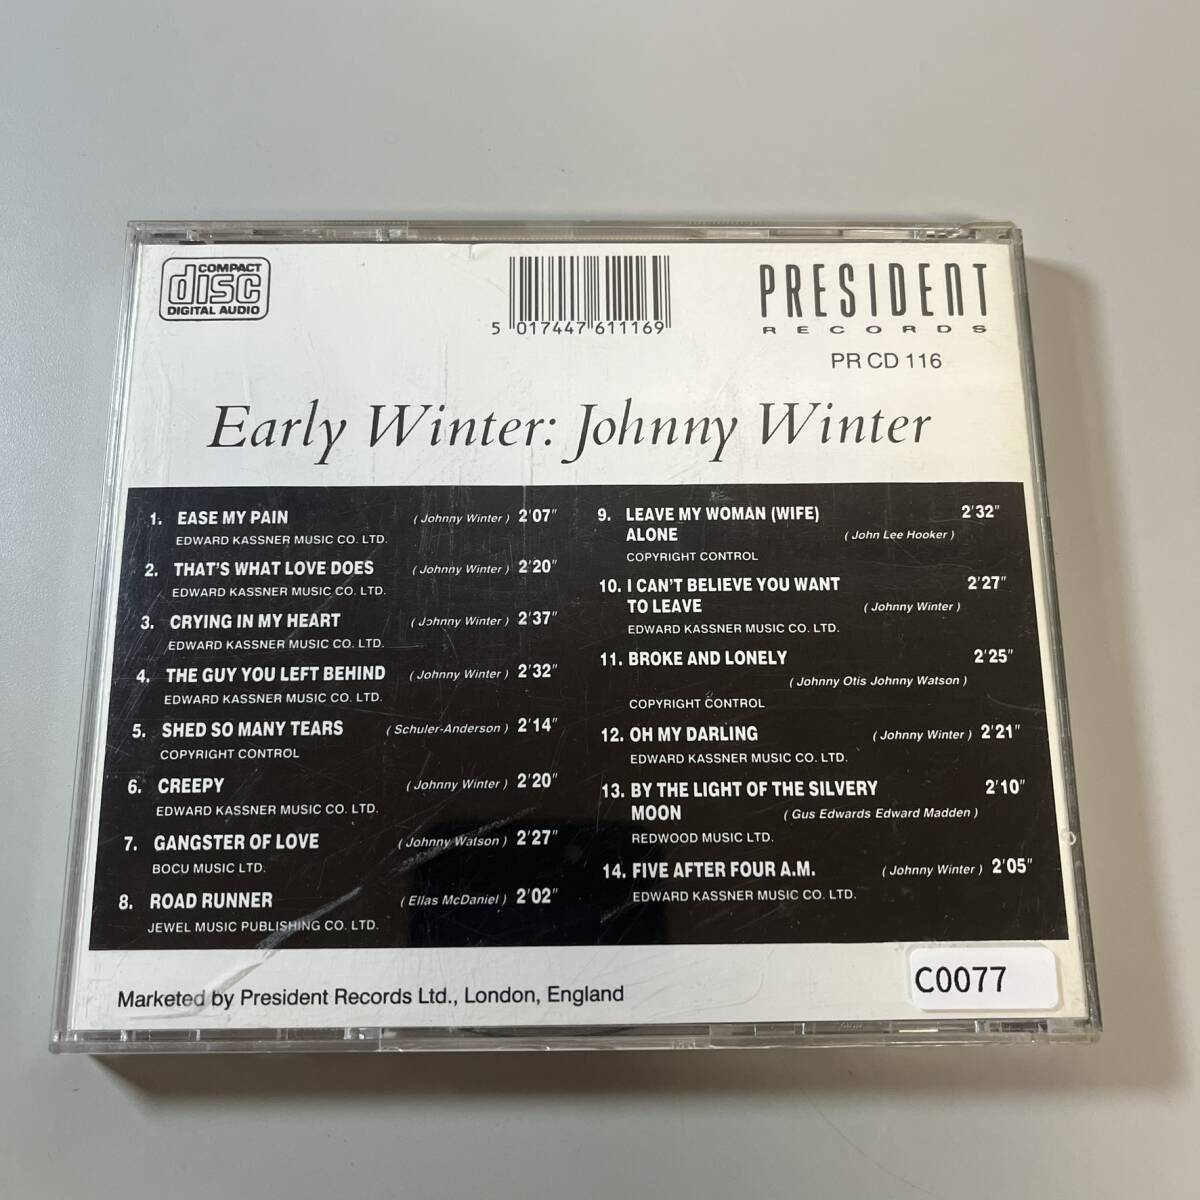 COMPACT
disc
DIGITAL AUDIO
5 017447 611169
PRESIDENT
RECORDS
PR CD 116
Early Winter: Johnny Winter
1. EASE MY PAIN (Johnny Winter) 2'07"
EDWARD KASSNER MUSIC CO. LTD.
2. THAT'S WHAT LOVE DOES (Johnny Winter) 2'20"
EDWARD KASSNER MUSIC CO. LTD.
3. CRYING IN MY HEART (Johnny Winter) 2'37"
EDWARD KASSNER MUSIC CO. LTD.
4. THE GUY YOU LEFT BEHIND (Johnny Winter) 2'32"
EDWARD KASSNER MUSIC CO. LTD.
5. SHED SO MANY TEARS (Schuler-Anderson) 2'14"
COPYRIGHT CONTROL
6. CREEPY (Johnny Winter) 2'20"
EDWARD KASSNER MUSIC CO. LTD.
7. GANGSTER OF LOVE (Johnny Watson) 2'27"
BOCU MUSIC LTD.
8. ROAD RUNNER (Ellas McDaniel) 2'02"
JEWEL MUSIC PUBLISHING CO. LTD.
9. LEAVE MY WOMAN (WIFE) 2'32"
ALONE (John Lee Hooker)
COPYRIGHT CONTROL
10. I CAN'T BELIEVE YOU WANT 2'27"
TO LEAVE (Johnny Winter)
EDWARD KASSNER MUSIC CO. LTD.
11. BROKE AND LONELY 2'25"
(Johnny Otis Johnny Watson)
COPYRIGHT CONTROL
12. OH MY DARLING (Johnny Winter) 2'21"
EDWARD KASSNER MUSIC CO. LTD.
13. BY THE LIGHT OF THE SILVERY 2'10"
MOON (Gus Edwards Edward Madden)
REDWOOD MUSIC LTD.
14. FIVE AFTER FOUR A.M. (Johnny Winter) 2'05"
EDWARD KASSNER MUSIC CO. LTD.
Marketed by President Records Ltd., London, England
C0077